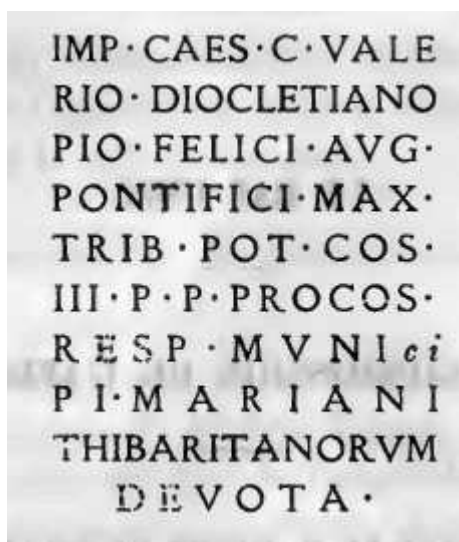 IMP · CAES · C · VALE
RIO · DIOCLETIANO
PIO · FELICI · AVG ·
PONTIFICI · MAX ·
TRIB · POT · COS ·
III · P · P · PROCOS ·
RESP · MVNIci
PI · MARIANI
THIBARITANORVM
DEVOTA ·